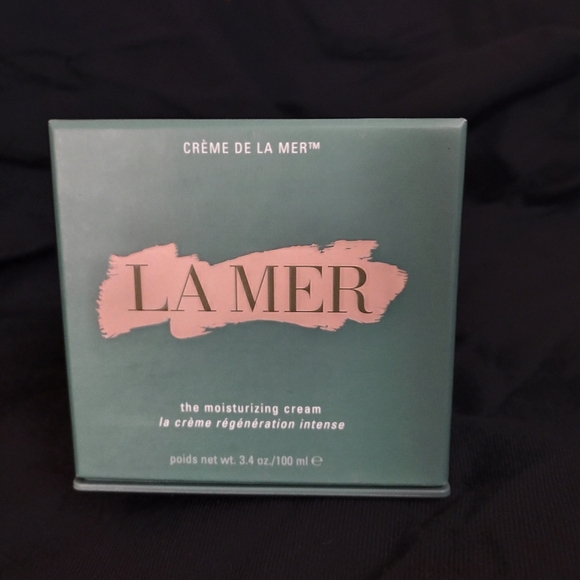 CRÈME DE LA MER™
LA MER
the moisturizing cream
la crème régénération intense
poids net wt. 3.4 oz./100 ml ℮